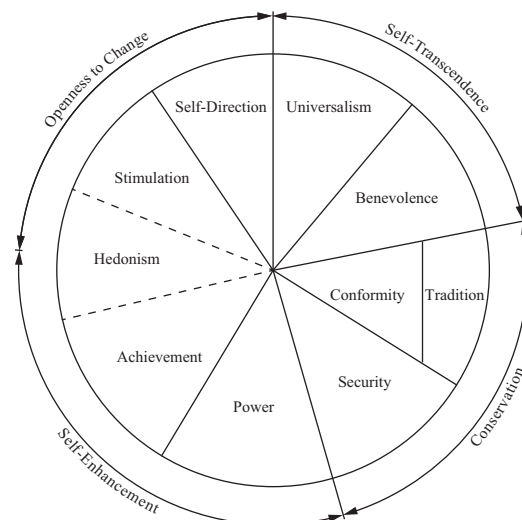 Openness to Change
Self-Transcendence
Self-Direction
Universalism
Stimulation
Benevolence
Hedonism
Conformity
Tradition
Achievement
Security
Power
Self-Enhancement
Conservation